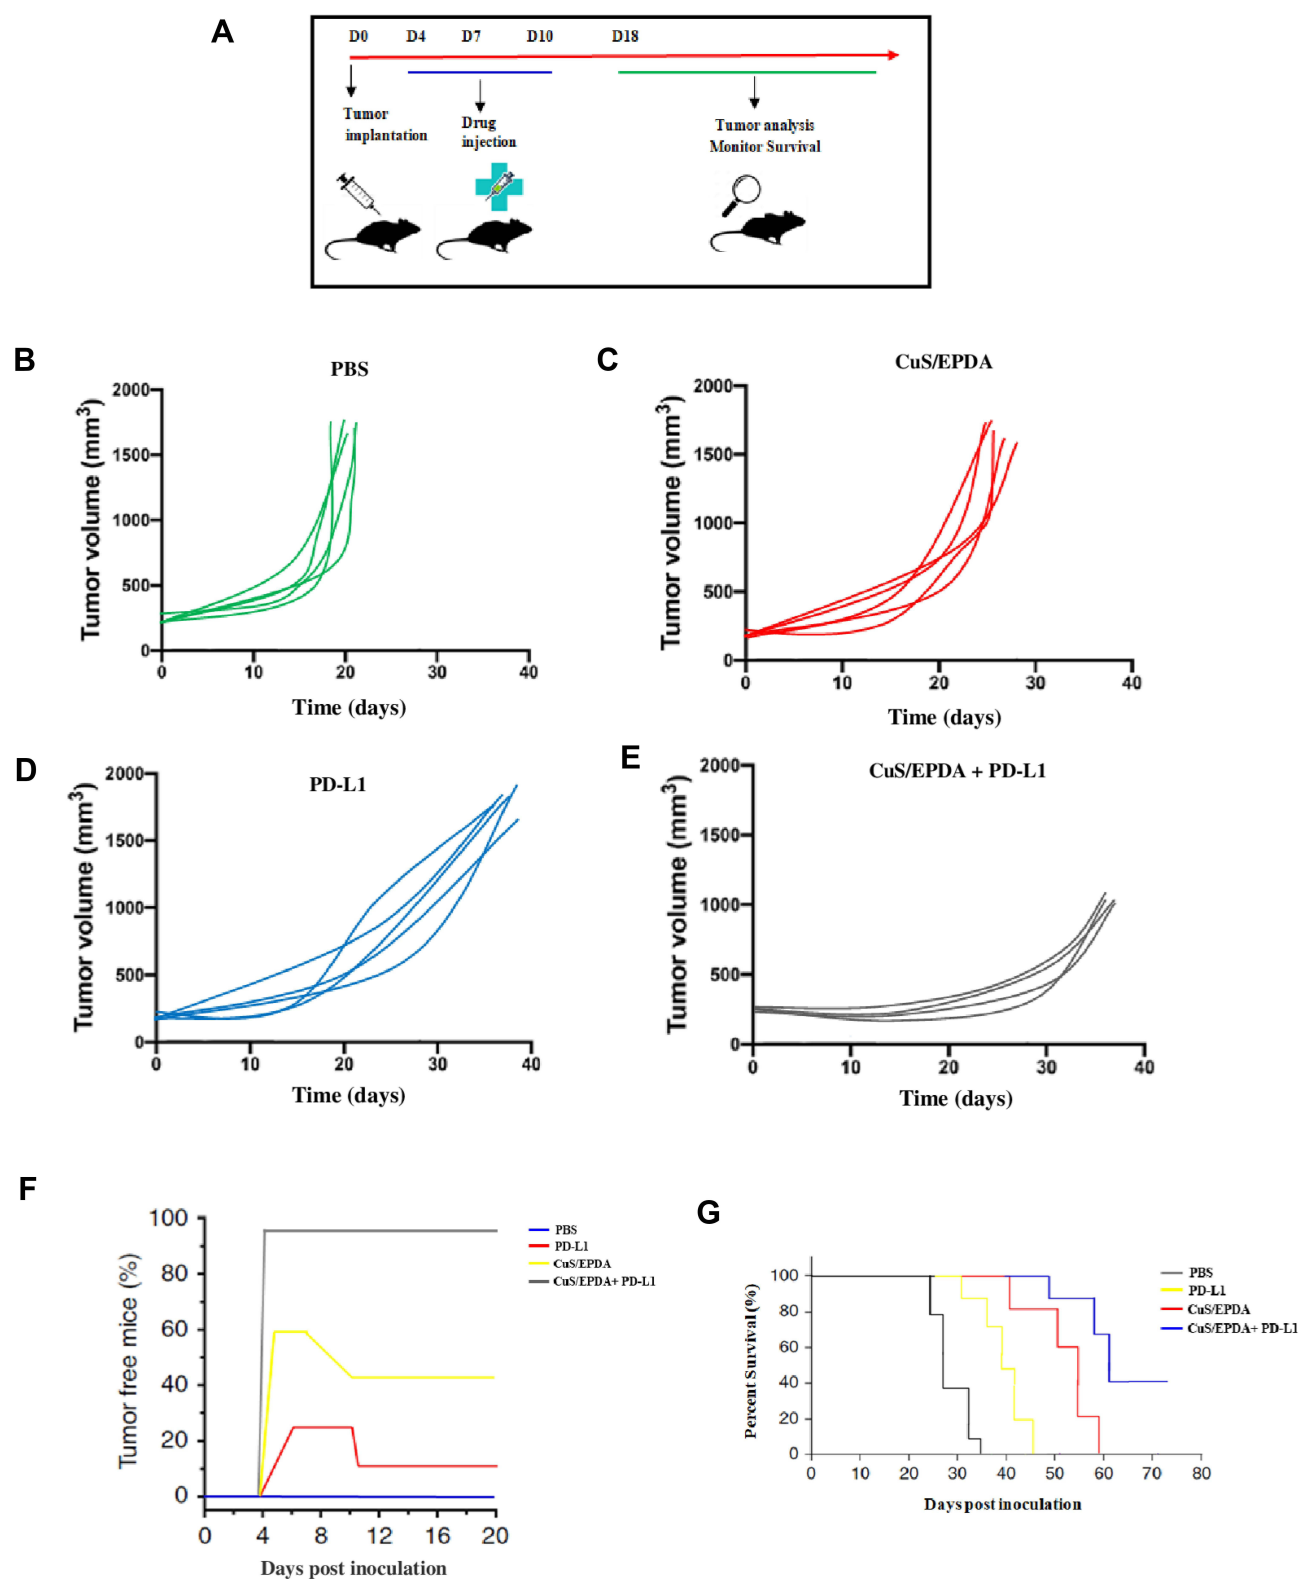 A
D0 D4 D7 D10 D18
Tumor
implantation
Drug
injection
Tumor analysis
Monitor Survival
B
PBS
Tumor volume (mm³)
2000
1500
1000
500
0
0 10 20 30 40
Time (days)
C
CuS/EPDA
Tumor volume (mm³)
2000
1500
1000
500
0
0 10 20 30 40
Time (days)
D
PD-L1
Tumor volume (mm³)
2000
1500
1000
500
0
0 10 20 30 40
Time (days)
E
CuS/EPDA + PD-L1
Tumor volume (mm³)
2000
1500
1000
500
0
0 10 20 30 40
Time (days)
F
Tumor free mice (%)
100
80
60
40
20
0
0 4 8 12 16 20
Days post inoculation
PBS
PD-L1
CuS/EPDA
CuS/EPDA+ PD-L1
G
Percent Survival (%)
100
80
60
40
20
0
0 10 20 30 40 50 60 70 80
Days post inoculation
PBS
PD-L1
CuS/EPDA
CuS/EPDA+ PD-L1